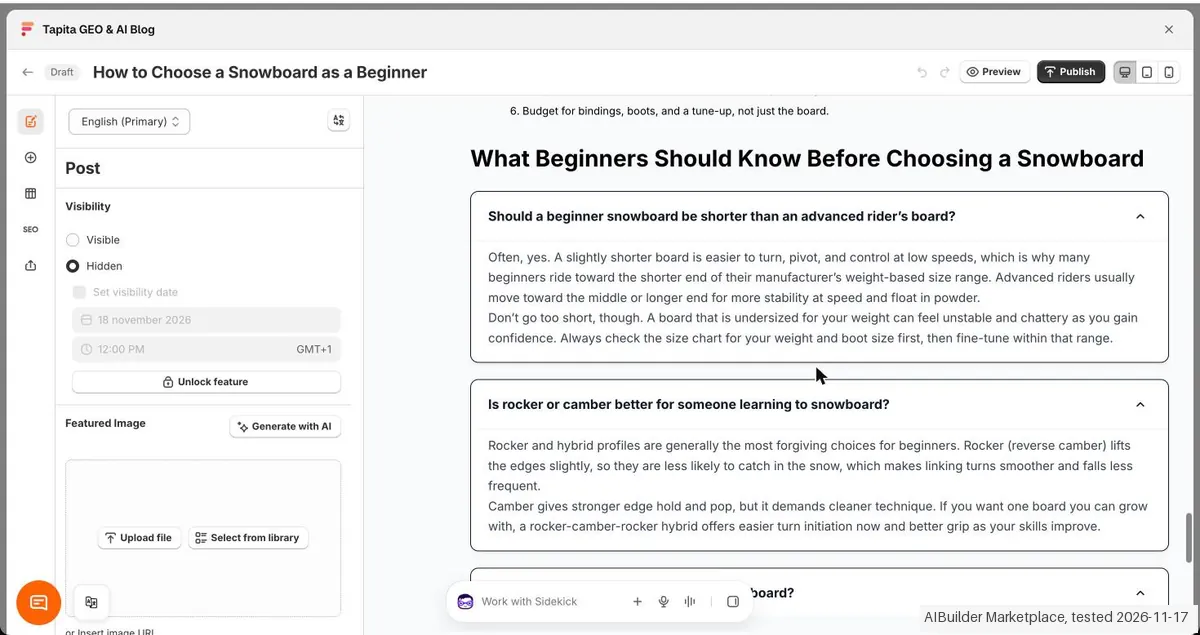 Tapita GEO & AI Blog
Draft
How to Choose a Snowboard as a Beginner
Preview
Publish
English (Primary)
Post
Visibility
Visible
Hidden
Set visibility date
18 november 2026
12:00 PM
GMT+1
Unlock feature
Featured Image
Generate with AI
Upload file
Select from library
or Insert image URL
SEO
6. Budget for bindings, boots, and a tune-up, not just the board.
What Beginners Should Know Before Choosing a Snowboard
Should a beginner snowboard be shorter than an advanced rider’s board?
Often, yes. A slightly shorter board is easier to turn, pivot, and control at low speeds, which is why many
beginners ride toward the shorter end of their manufacturer’s weight-based size range. Advanced riders usually
move toward the middle or longer end for more stability at speed and float in powder.
Don’t go too short, though. A board that is undersized for your weight can feel unstable and chattery as you gain
confidence. Always check the size chart for your weight and boot size first, then fine-tune within that range.
Is rocker or camber better for someone learning to snowboard?
Rocker and hybrid profiles are generally the most forgiving choices for beginners. Rocker (reverse camber) lifts
the edges slightly, so they are less likely to catch in the snow, which makes linking turns smoother and falls less
frequent.
Camber gives stronger edge hold and pop, but it demands cleaner technique. If you want one board you can grow
with, a rocker-camber-rocker hybrid offers easier turn initiation now and better grip as your skills improve.
board?
Work with Sidekick
AIBuilder Marketplace, tested 2026-11-17